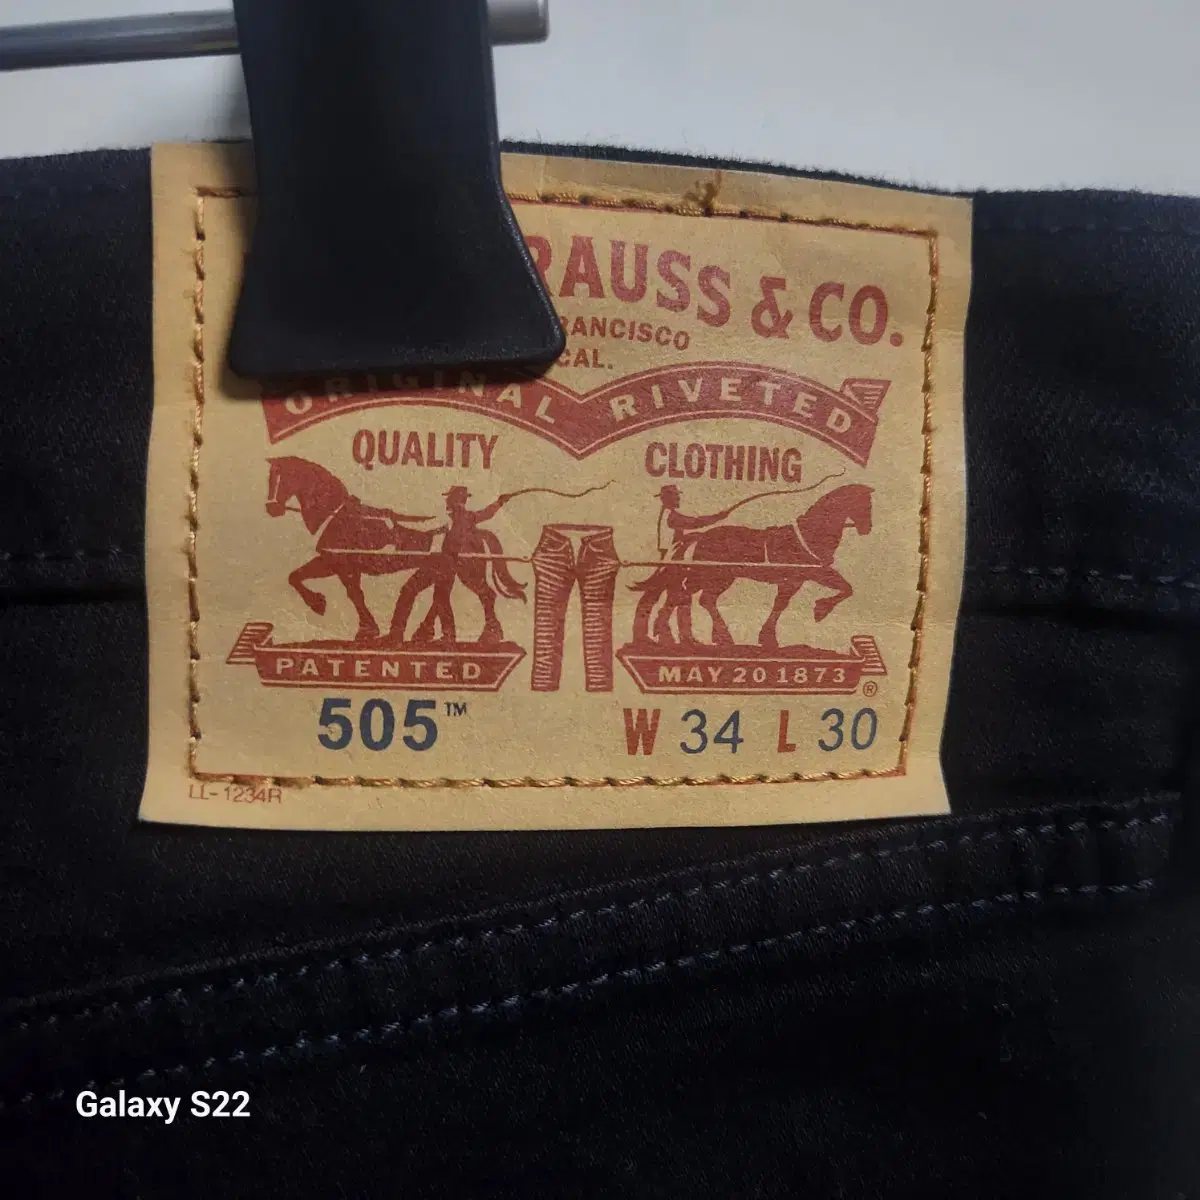 RAUSS & CO.
RANCISCO
CAL.
ORIGINAL RIVETED
QUALITY CLOTHING
PATENTED MAY 20 1873 ®
505™ W 34 L 30
LL-1234R
Galaxy S22